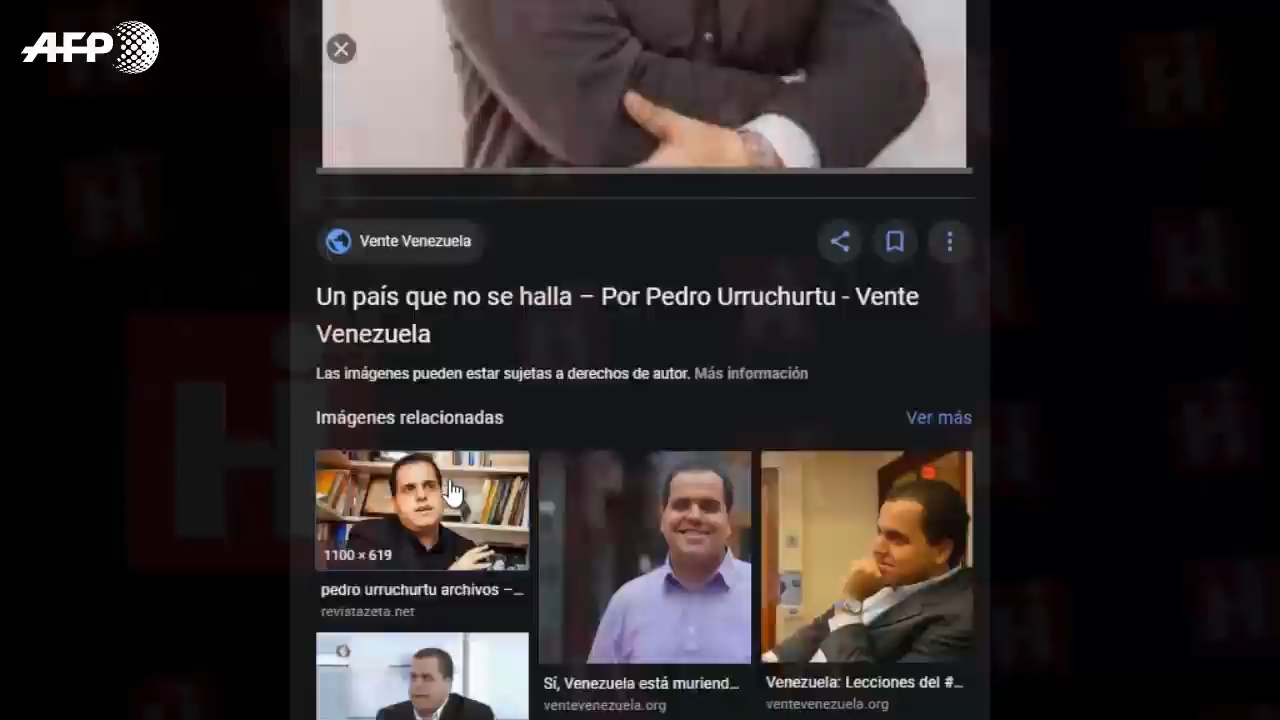 AFP
Vente Venezuela
Un país que no se halla – Por Pedro Urruchurtu - Vente
Venezuela
Las imágenes pueden estar sujetas a derechos de autor. Más información
Imágenes relacionadas
Ver más
1100 × 619
pedro urruchurtu archivos –...
revistazeta.net
Sí, Venezuela está muriend...
ventevenezuela.org
Venezuela: Lecciones del #...
ventevenezuela.org